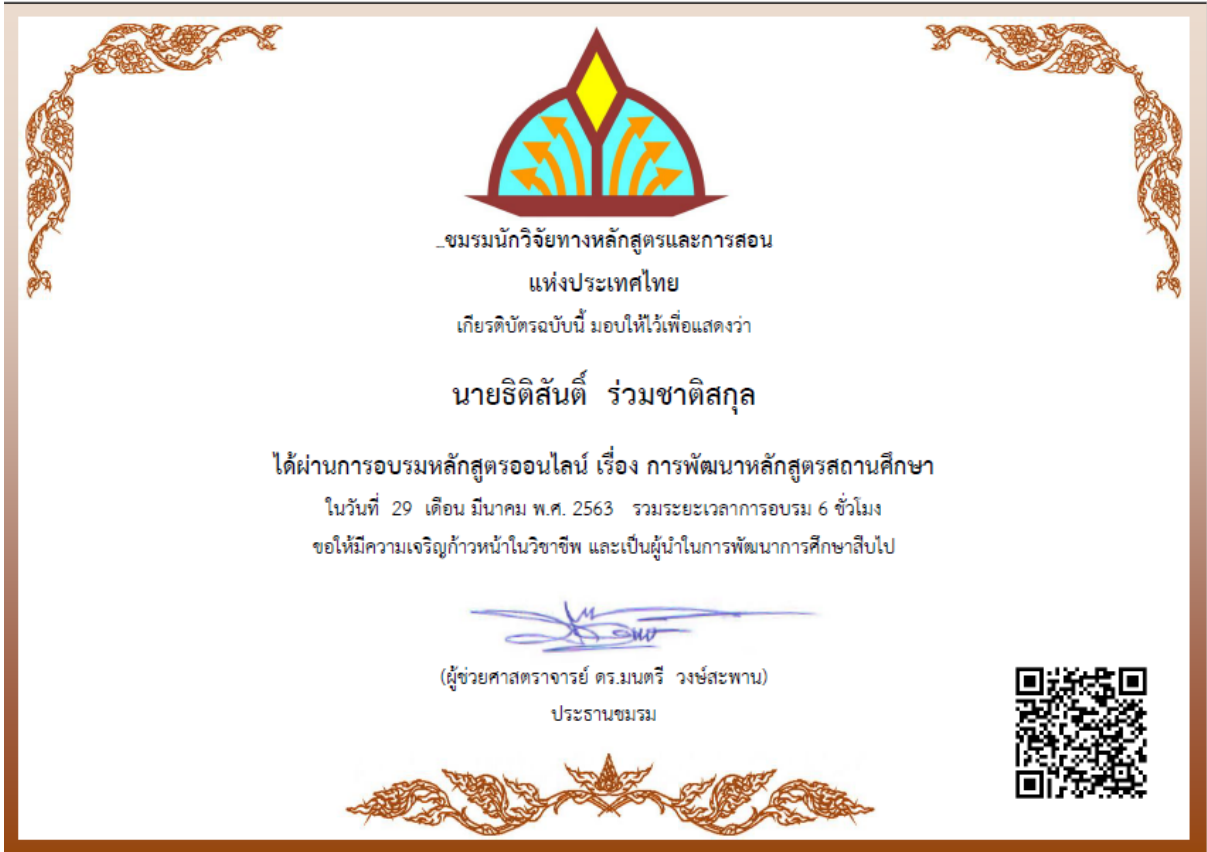 _ชมรมนักวิจัยทางหลักสูตรและการสอน
แห่งประเทศไทย
เกียรติบัตรฉบับนี้ มอบให้ไว้เพื่อแสดงว่า
นายธิติสันติ์ ร่วมชาติสกุล
ได้ผ่านการอบรมหลักสูตรออนไลน์ เรื่อง การพัฒนาหลักสูตรสถานศึกษา
ในวันที่ 29 เดือน มีนาคม พ.ศ. 2563 รวมระยะเวลาการอบรม 6 ชั่วโมง
ขอให้มีความเจริญก้าวหน้าในวิชาชีพ และเป็นผู้นำในการพัฒนาการศึกษาสืบไป
(ผู้ช่วยศาสตราจารย์ ดร.มนตรี วงษ์สะพาน)
ประธานชมรม